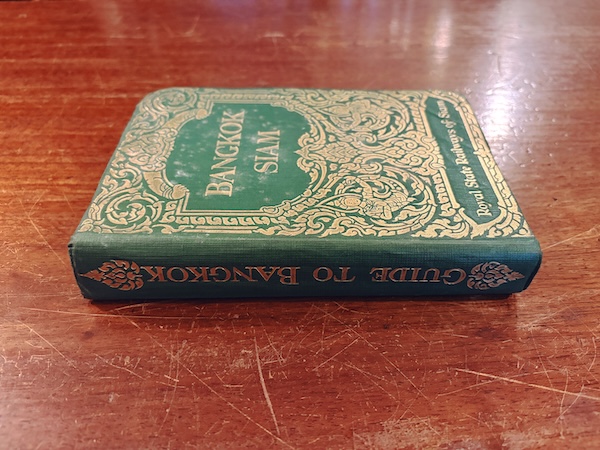 BANGKOK
SIAM
Royal State Railways of Siam
GUIDE TO BANGKOK